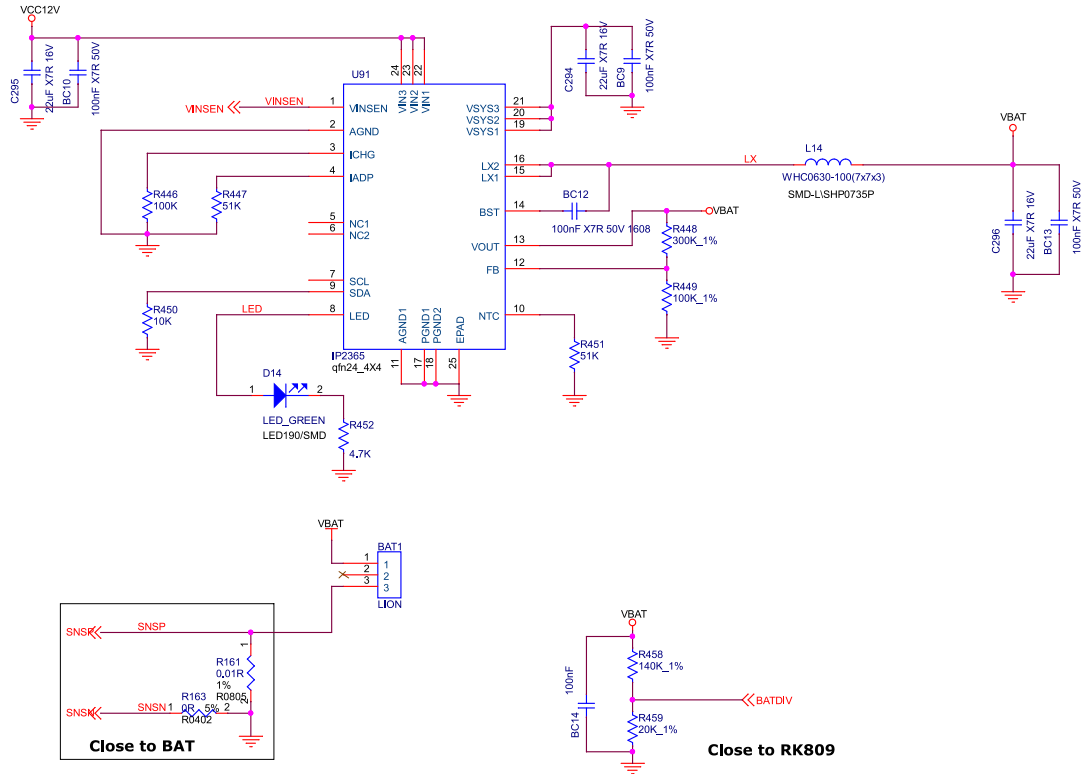 VCC12V
C295
22uF X7R 16V
BC10
100nF X7R 50V
VINSEN
VINSEN
U91
24
23
22
VIN3
VIN2
VIN1
1
VINSEN
2
AGND
3
ICHG
4
IADP
5
NC1
6
NC2
7
SCL
9
SDA
8
LED
21
VSYS3
20
VSYS2
19
VSYS1
16
LX2
15
LX1
14
BST
13
VOUT
12
FB
10
NTC
AGND1
PGND1
PGND2
EPAD
11
17
18
25
IP2365
qfn24_4X4
R446
100K
R447
51K
R450
10K
LED
D14
1
2
LED_GREEN
LED190/SMD
R452
4.7K
C294
22uF X7R 16V
BC9
100nF X7R 50V
BC12
100nF X7R 50V 1608
LX
L14
WHC0630-100(7x7x3)
SMD-L\SHP0735P
VBAT
C296
22uF X7R 16V
BC13
100nF X7R 50V
VBAT
R448
300K_1%
R449
100K_1%
R451
51K
VBAT
BAT1
1
2
3
1
2
3
LION
SNSP
SNSP
1
R161
0.01R
1%
R0805
2
SNSN
SNSN
1
R163
0R
5%
2
R0402
Close to BAT
VBAT
100nF
BC14
R458
140K_1%
R459
20K_1%
BATDIV
Close to RK809